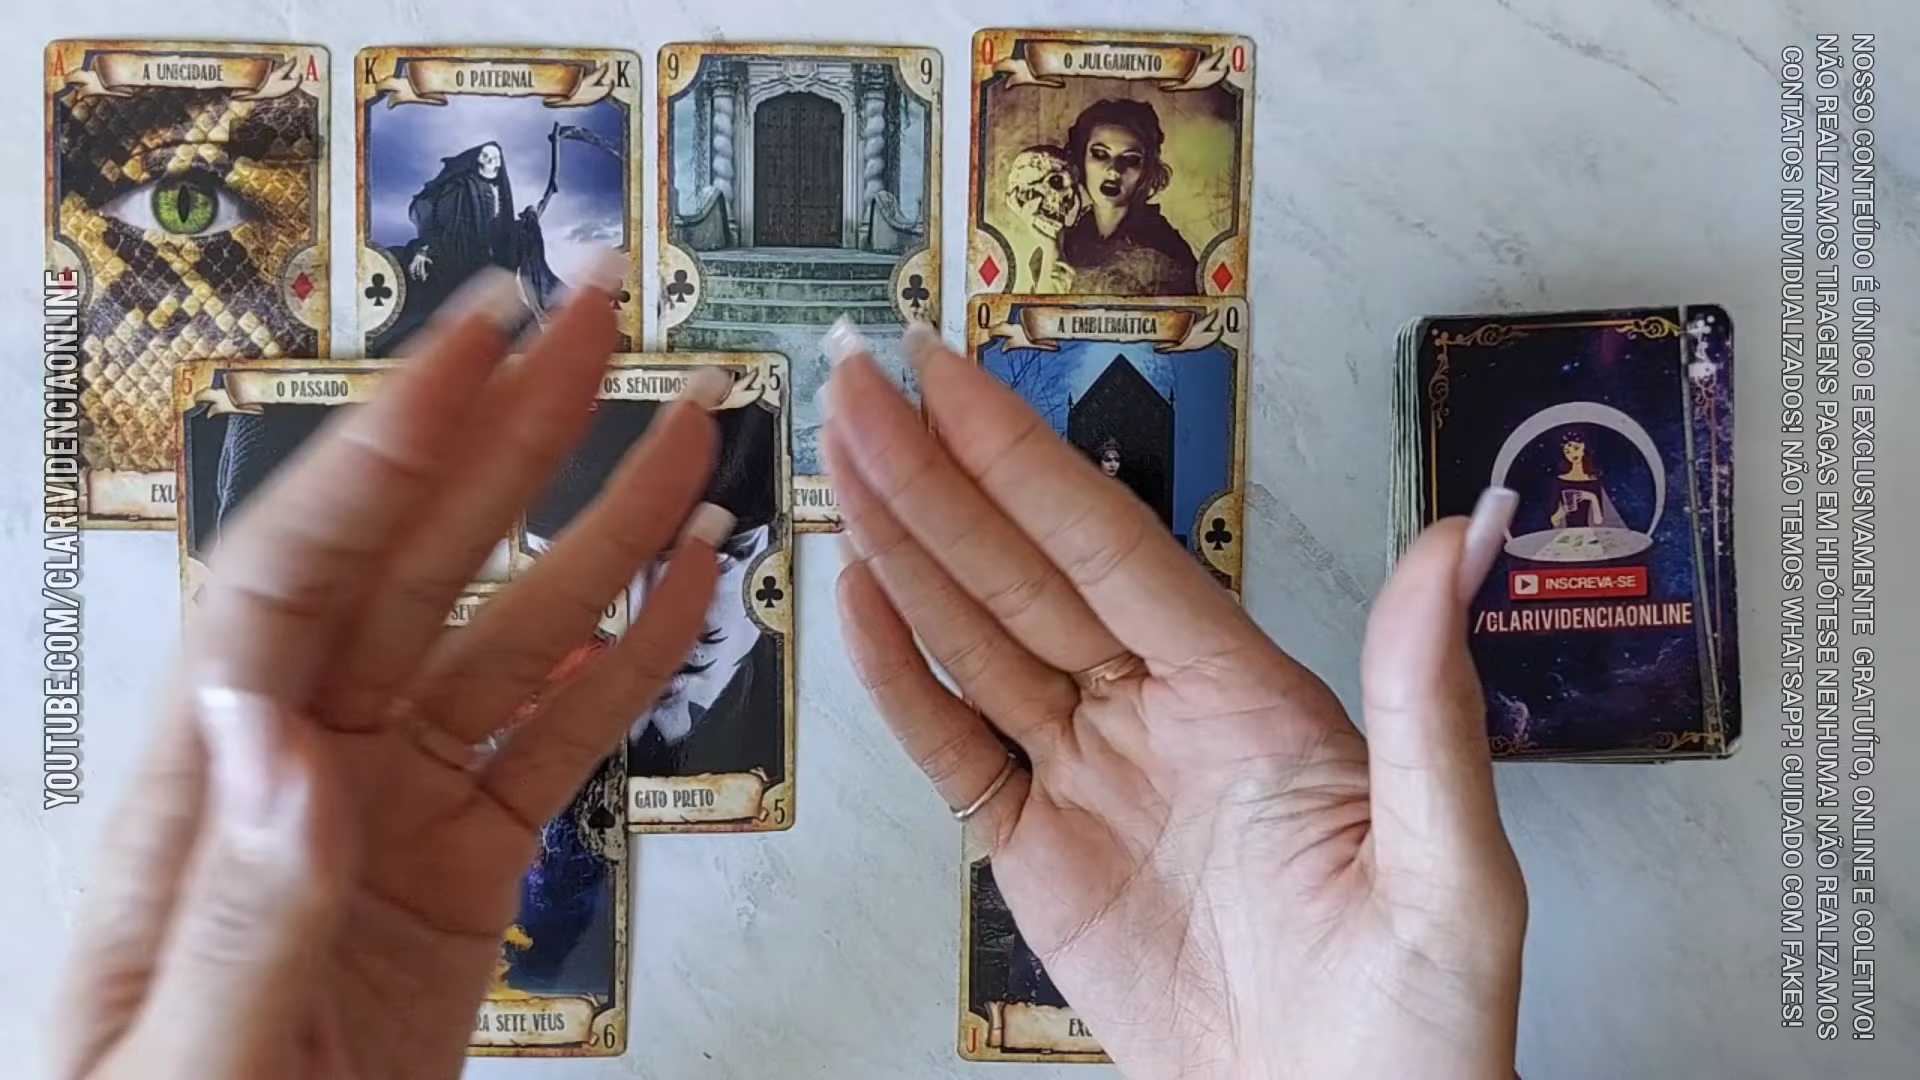 A A UNICIDADE A
K O PATERNAL K
9 9
Q O JULGAMENTO Q
Q A EMBLEMÁTICA Q
5 O PASSADO
OS SENTIDOS 5
GATO PRETO 5
SETE VÉUS 6
J
INSCREVA-SE
/CLARIVIDENCIAONLINE
YOUTUBE.COM/CLARIVIDENCIAONLINE
NOSSO CONTEÚDO É ÚNICO E EXCLUSIVAMENTE GRATUÍTO, ONLINE E COLETIVO!
NÃO REALIZAMOS TIRAGENS PAGAS EM HIPÓTESE NENHUMA! NÃO REALIZAMOS
CONTATOS INDIVIDUALIZADOS! NÃO TEMOS WHATSAPP! CUIDADO COM FAKES!